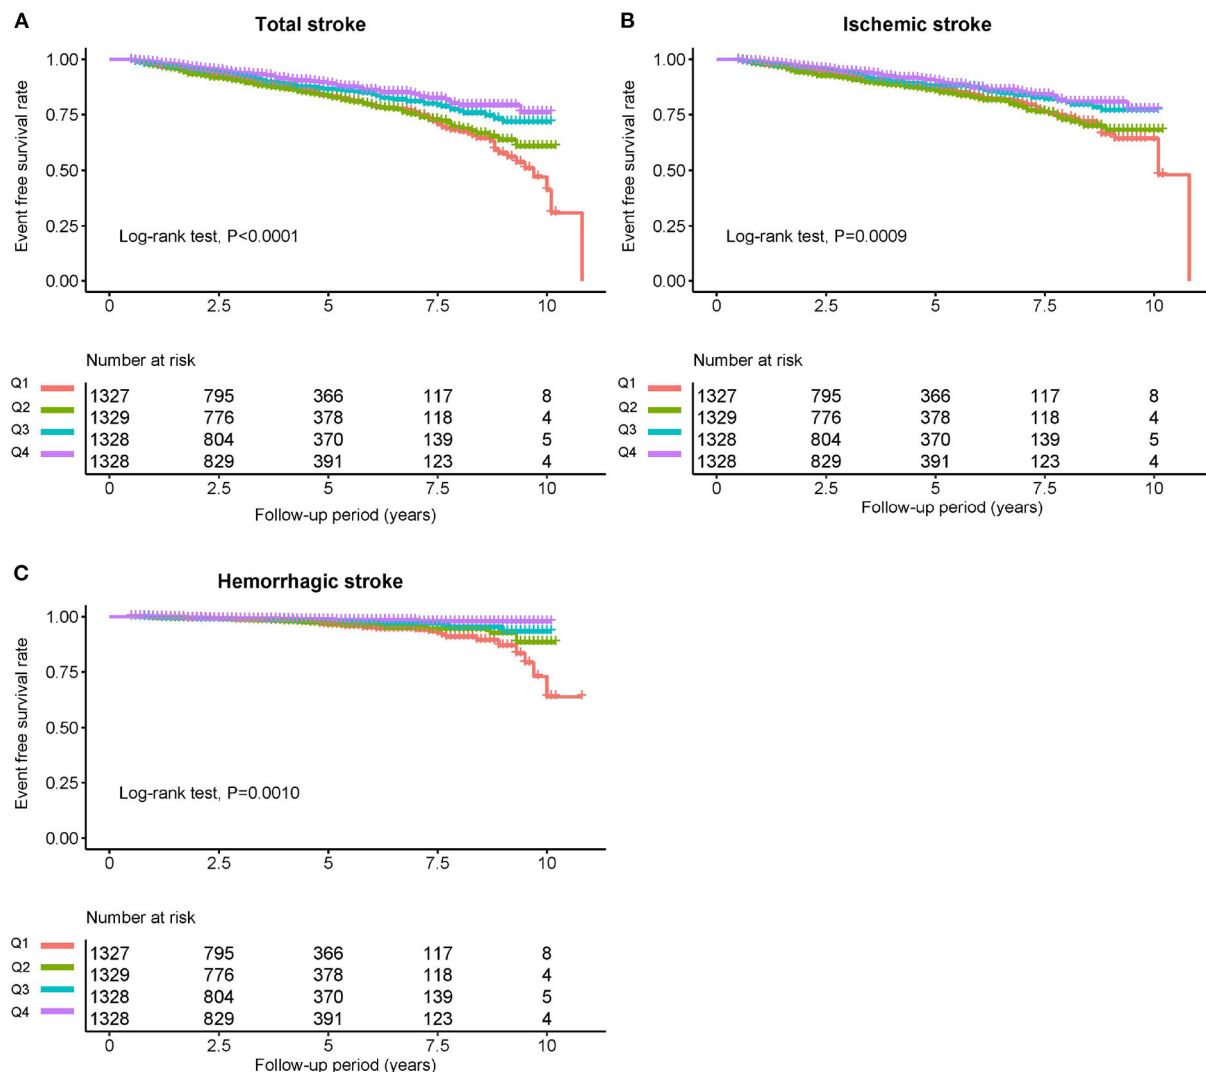 A
Total stroke
Event free survival rate
1.00
0.75
0.50
0.25
0.00
Log-rank test, P<0.0001
0 2.5 5 7.5 10
Number at risk
Q1 1327 795 366 117 8
Q2 1329 776 378 118 4
Q3 1328 804 370 139 5
Q4 1328 829 391 123 4
0 2.5 5 7.5 10
Follow-up period (years)
B
Ischemic stroke
Event free survival rate
1.00
0.75
0.50
0.25
0.00
Log-rank test, P=0.0009
0 2.5 5 7.5 10
Number at risk
Q1 1327 795 366 117 8
Q2 1329 776 378 118 4
Q3 1328 804 370 139 5
Q4 1328 829 391 123 4
0 2.5 5 7.5 10
Follow-up period (years)
C
Hemorrhagic stroke
Event free survival rate
1.00
0.75
0.50
0.25
0.00
Log-rank test, P=0.0010
0 2.5 5 7.5 10
Number at risk
Q1 1327 795 366 117 8
Q2 1329 776 378 118 4
Q3 1328 804 370 139 5
Q4 1328 829 391 123 4
0 2.5 5 7.5 10
Follow-up period (years)